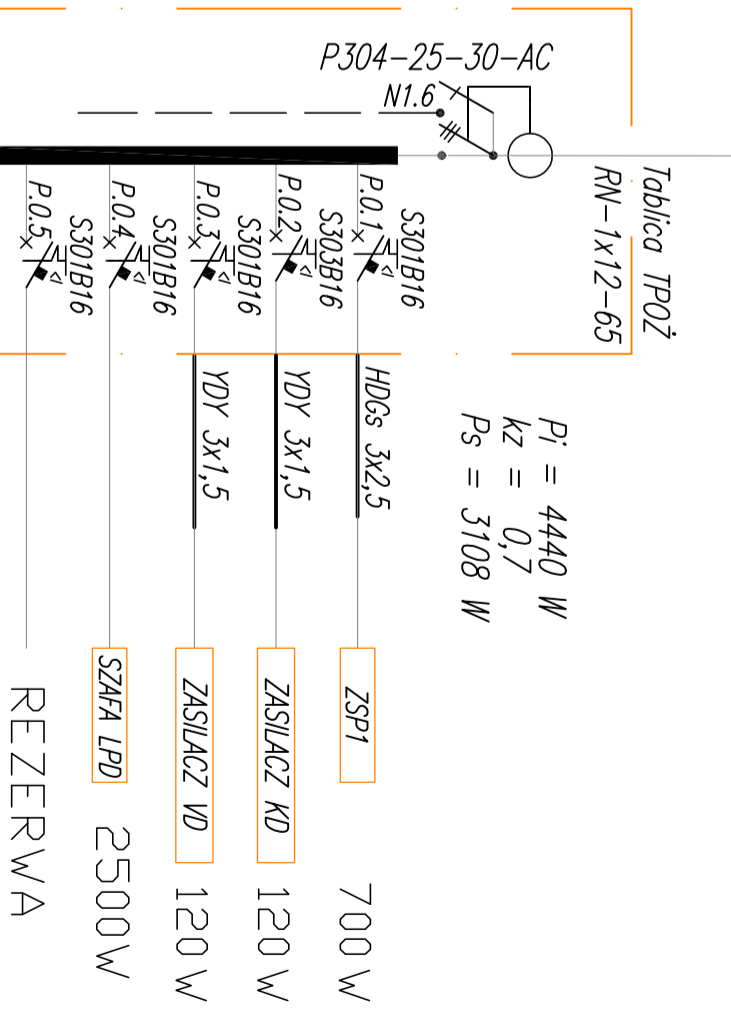 P304-25-30-AC
N1.6
Tablica TPOŻ
RN-1x12-65
P.0.1
S301B16
P.0.2
S303B16
P.0.3
S301B16
P.0.4
S301B16
P.0.5
S301B16
Pi = 4440 W
kz = 0,7
Ps = 3108 W
HDGs 3x2,5
YDY 3x1,5
YDY 3x1,5
ZSP1
700 W
ZASILACZ KD
120 W
ZASILACZ VD
120 W
SZAFA LPD
2500W
REZERWA